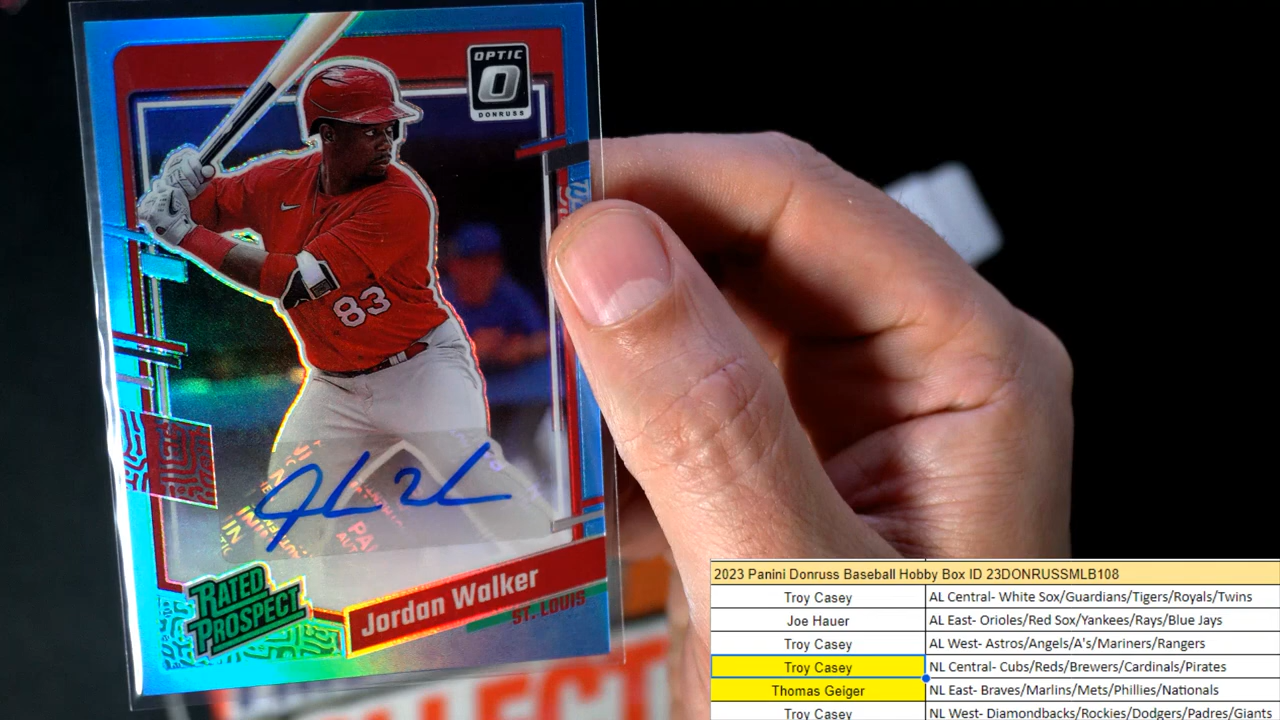 OPTIC
DONRUSS
83
RATED
PROSPECT
Jordan Walker
ST. LOUIS
2023 Panini Donruss Baseball Hobby Box ID 23DONRUSSMLB108
Troy Casey AL Central- White Sox/Guardians/Tigers/Royals/Twins
Joe Hauer AL East- Orioles/Red Sox/Yankees/Rays/Blue Jays
Troy Casey AL West- Astros/Angels/A's/Mariners/Rangers
Troy Casey NL Central- Cubs/Reds/Brewers/Cardinals/Pirates
Thomas Geiger NL East- Braves/Marlins/Mets/Phillies/Nationals
Troy Casey NL West- Diamondbacks/Rockies/Dodgers/Padres/Giants